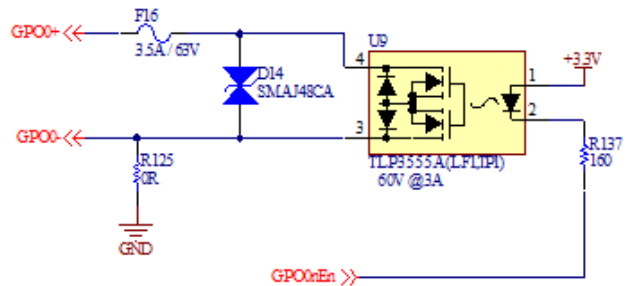 F16
GPO0+
3.5A / 63V
U9
4
1
+3.3V
D14
SMAJ48CA
2
GPO0-
3
R125
0R
TLP3555A(LF1,TP1)
60V @3A
R137
160
GND
GPO0nEn